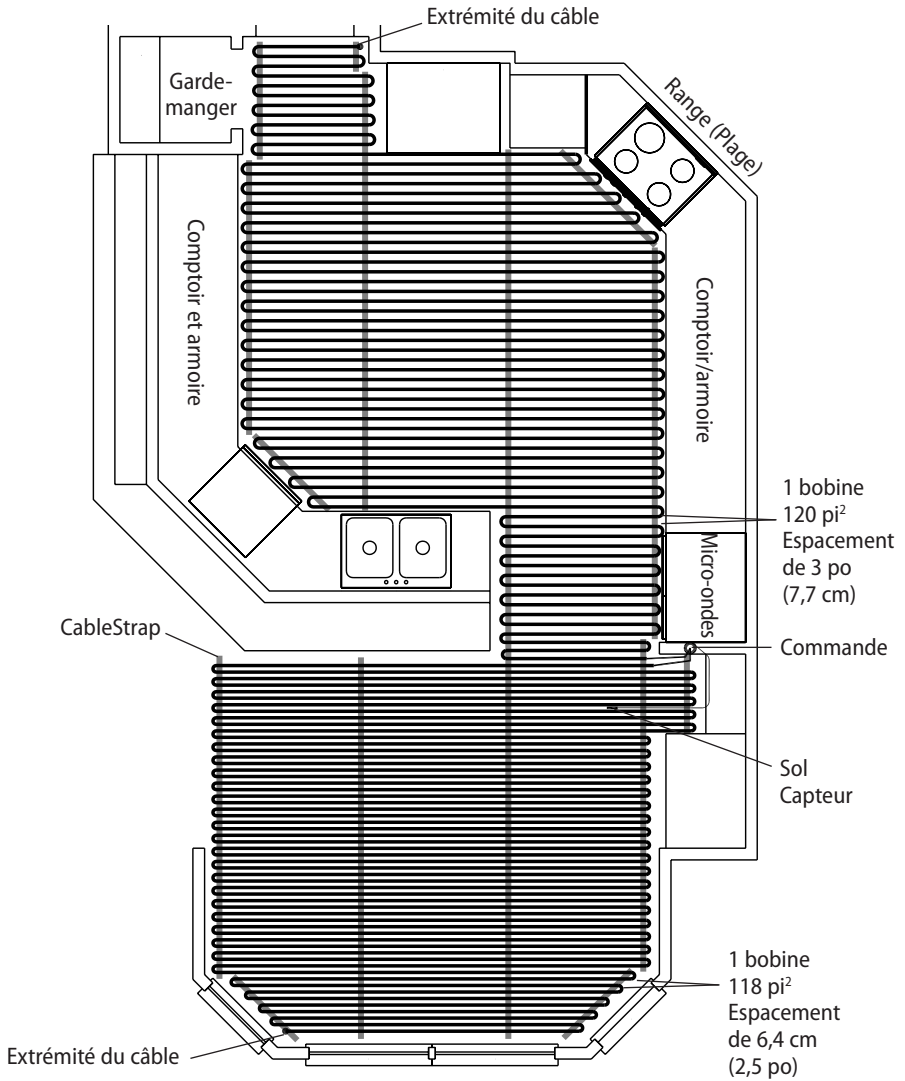 Extrémité du câble
Garde-
manger
Range (Plage)
Comptoir et armoire
Comptoir/armoire
1 bobine
120 pi²
Espacement
de 3 po
(7,7 cm)
Micro-ondes
CableStrap
Commande
Sol
Capteur
1 bobine
118 pi²
Espacement
de 6,4 cm
(2,5 po)
Extrémité du câble